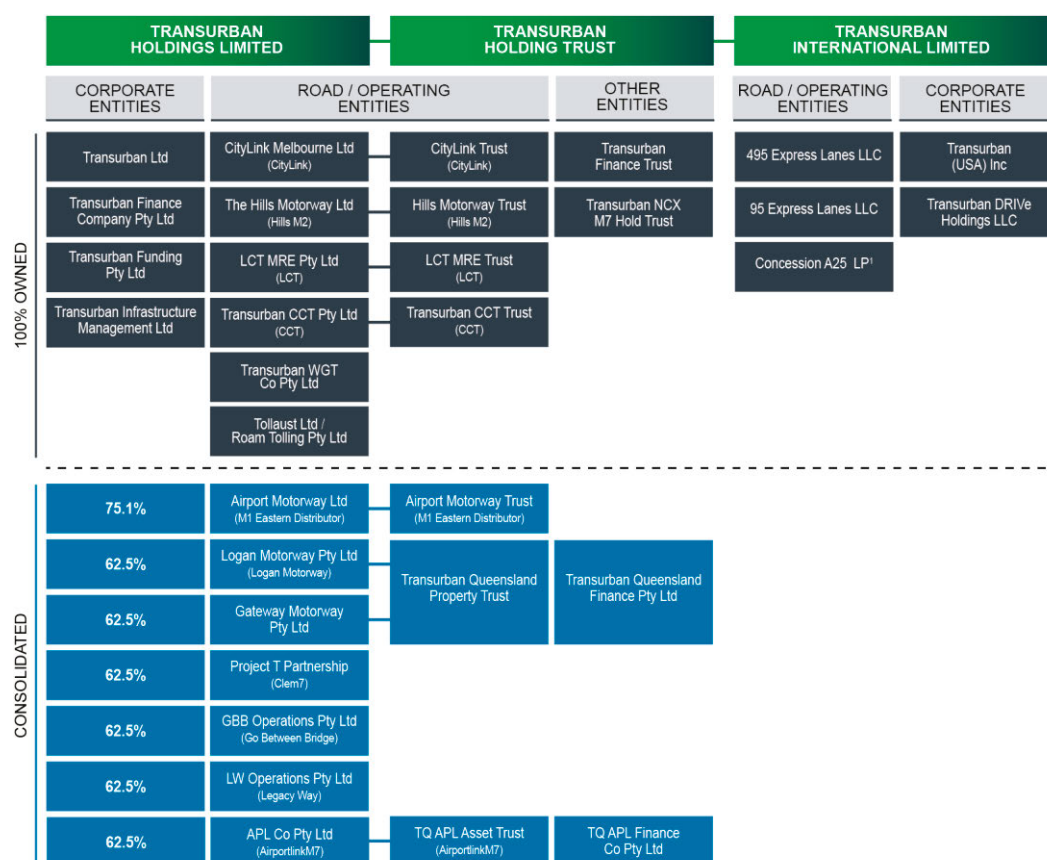 TRANSURBAN
HOLDINGS LIMITED
TRANSURBAN
HOLDING TRUST
TRANSURBAN
INTERNATIONAL LIMITED
CORPORATE
ENTITIES
ROAD / OPERATING
ENTITIES
OTHER
ENTITIES
ROAD / OPERATING
ENTITIES
CORPORATE
ENTITIES
100% OWNED
Transurban Ltd
CityLink Melbourne Ltd
(CityLink)
CityLink Trust
(CityLink)
Transurban
Finance Trust
495 Express Lanes LLC
Transurban
(USA) Inc
Transurban Finance
Company Pty Ltd
The Hills Motorway Ltd
(Hills M2)
Hills Motorway Trust
(Hills M2)
Transurban NCX
M7 Hold Trust
95 Express Lanes LLC
Transurban DRIVe
Holdings LLC
Transurban Funding
Pty Ltd
LCT MRE Pty Ltd
(LCT)
LCT MRE Trust
(LCT)
Concession A25 LP¹
Transurban Infrastructure
Management Ltd
Transurban CCT Pty Ltd
(CCT)
Transurban CCT Trust
(CCT)
Transurban WGT
Co Pty Ltd
Tollaust Ltd /
Roam Tolling Pty Ltd
CONSOLIDATED
75.1%
Airport Motorway Ltd
(M1 Eastern Distributor)
Airport Motorway Trust
(M1 Eastern Distributor)
62.5%
Logan Motorway Pty Ltd
(Logan Motorway)
Transurban Queensland
Property Trust
Transurban Queensland
Finance Pty Ltd
62.5%
Gateway Motorway
Pty Ltd
62.5%
Project T Partnership
(Clem7)
62.5%
GBB Operations Pty Ltd
(Go Between Bridge)
62.5%
LW Operations Pty Ltd
(Legacy Way)
62.5%
APL Co Pty Ltd
(AirportlinkM7)
TQ APL Asset Trust
(AirportlinkM7)
TQ APL Finance
Co Pty Ltd